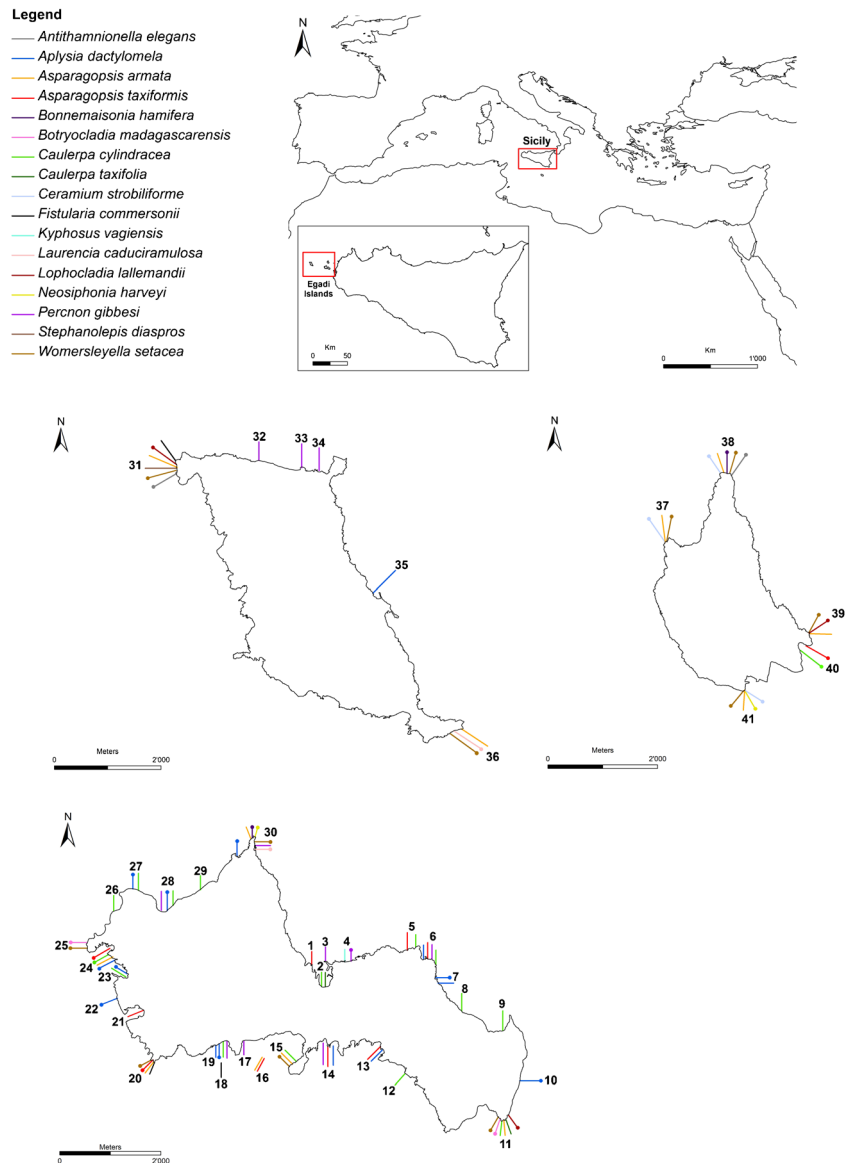 Legend
Antithamnionella elegans
Aplysia dactylomela
Asparagopsis armata
Asparagopsis taxiformis
Bonnemaisonia hamifera
Botryocladia madagascarensis
Caulerpa cylindracea
Caulerpa taxifolia
Ceramium strobiliforme
Fistularia commersonii
Kyphosus vagiensis
Laurencia caduciramulosa
Lophocladia lallemandii
Neosiphonia harveyi
Percnon gibbesi
Stephanolepis diaspros
Womersleyella setacea
N
Sicily
Egadi
Islands
Km
0 50
Km
0 1'000
N
31
32
33
34
35
36
Meters
0 2'000
N
38
37
39
40
41
Meters
0 2'000
N
30
29
28
27
26
25
24
23
22
21
20
19
18
17
16
15
14
13
12
11
10
9
8
7
6
5
4
3
2
1
Meters
0 2'000